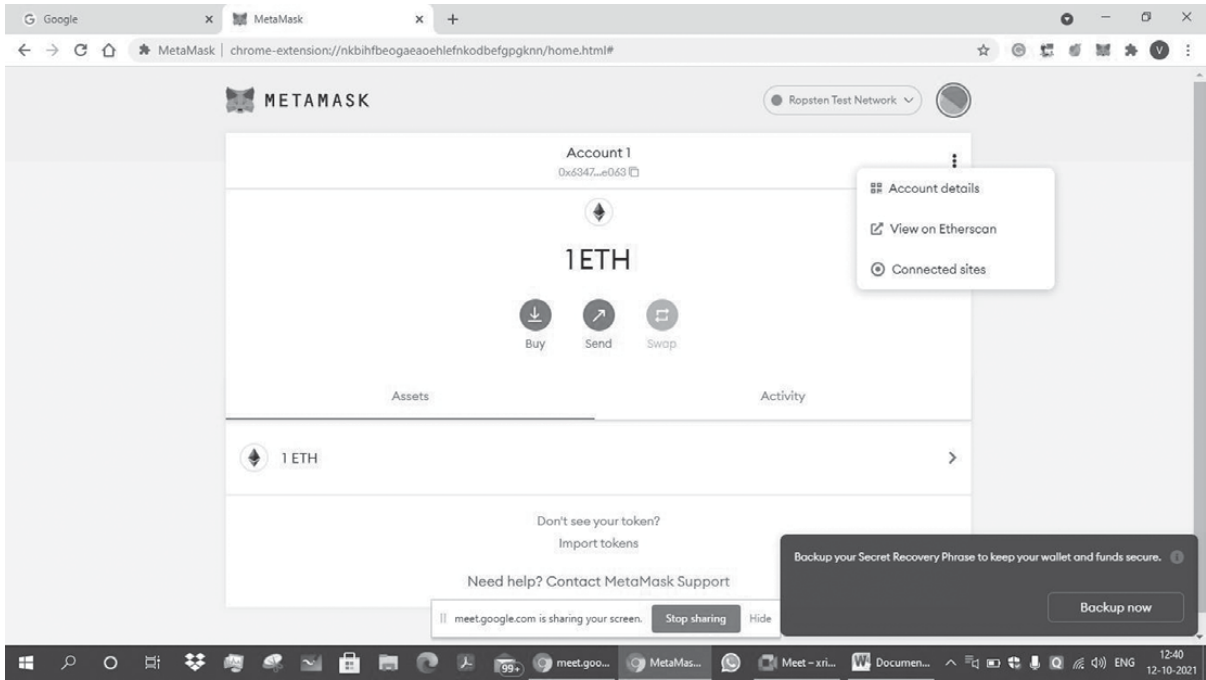 Google
MetaMask
MetaMask
chrome-extension://nkbihfbeogaeaoehlefnkodbefgpgknn/home.html#
V
METAMASK
Ropsten Test Network
Account 1
0x6347...e063
Account details
View on Etherscan
Connected sites
1 ETH
Buy
Send
Swap
Assets
Activity
1 ETH
Don't see your token?
Import tokens
Need help? Contact MetaMask Support
Backup your Secret Recovery Phrase to keep your wallet and funds secure.
Backup now
meet.google.com is sharing your screen.
Stop sharing
Hide
99+
meet.goo...
MetaMas...
Meet – xri...
Documen...
ENG
12:40
12-10-2021